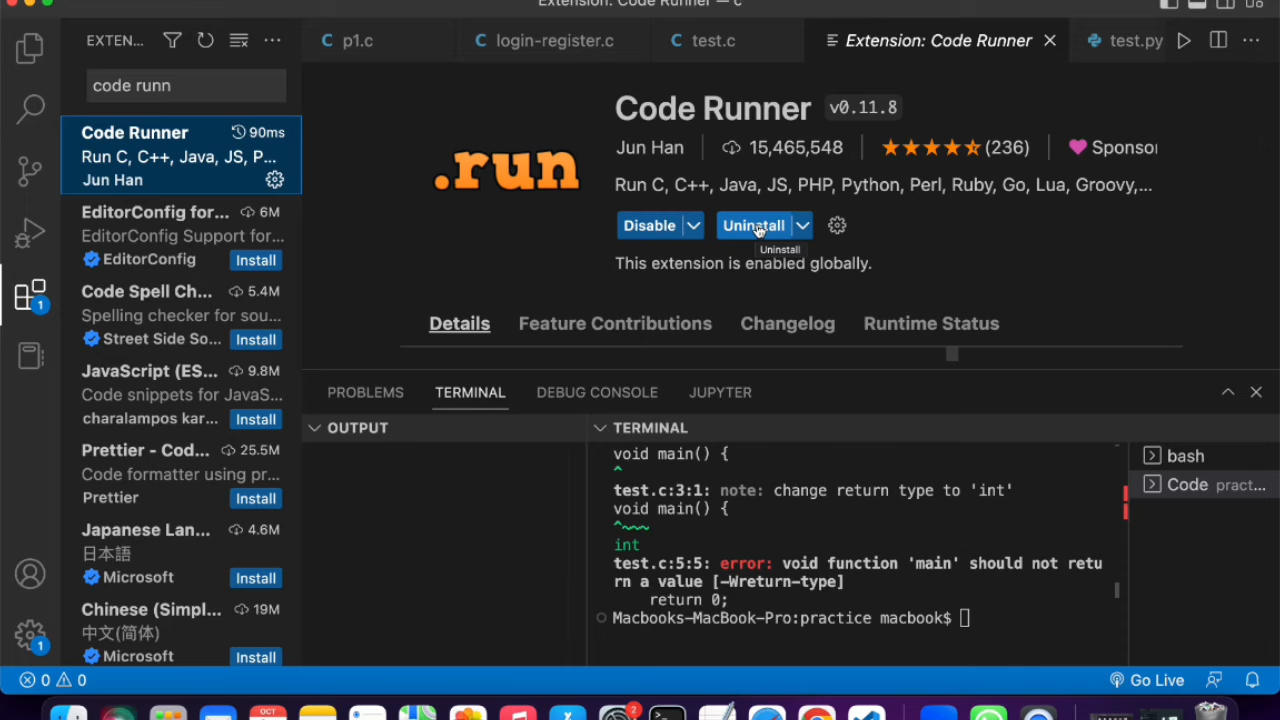 Extension: Code Runner — c
EXTEN...
p1.c
login-register.c
test.c
Extension: Code Runner
test.py
code runn
Code Runner 90ms
Run C, C++, Java, JS, P...
Jun Han
EditorConfig for... 6M
EditorConfig Support for...
EditorConfig Install
Code Spell Ch... 5.4M
Spelling checker for sou...
Street Side So... Install
JavaScript (ES... 9.8M
Code snippets for JavaS...
charalampos kar... Install
Prettier - Cod... 25.5M
Code formatter using pr...
Prettier Install
Japanese Lan... 4.6M
日本語
Microsoft Install
Chinese (Simpl... 19M
中文(简体)
Microsoft Install
1
1
.run
Code Runner v0.11.8
Jun Han 15,465,548 (236) Sponsor
Run C, C++, Java, JS, PHP, Python, Perl, Ruby, Go, Lua, Groovy,...
Disable Uninstall
Uninstall
This extension is enabled globally.
Details Feature Contributions Changelog Runtime Status
PROBLEMS TERMINAL DEBUG CONSOLE JUPYTER
OUTPUT
TERMINAL
void main() {
^
test.c:3:1: note: change return type to 'int'
void main() {
^~~~
int
test.c:5:5: error: void function 'main' should not retu
rn a value [-Wreturn-type]
return 0;
Macbooks-MacBook-Pro:practice macbook$
bash
Code pract...
0 0
Go Live
OCT
2